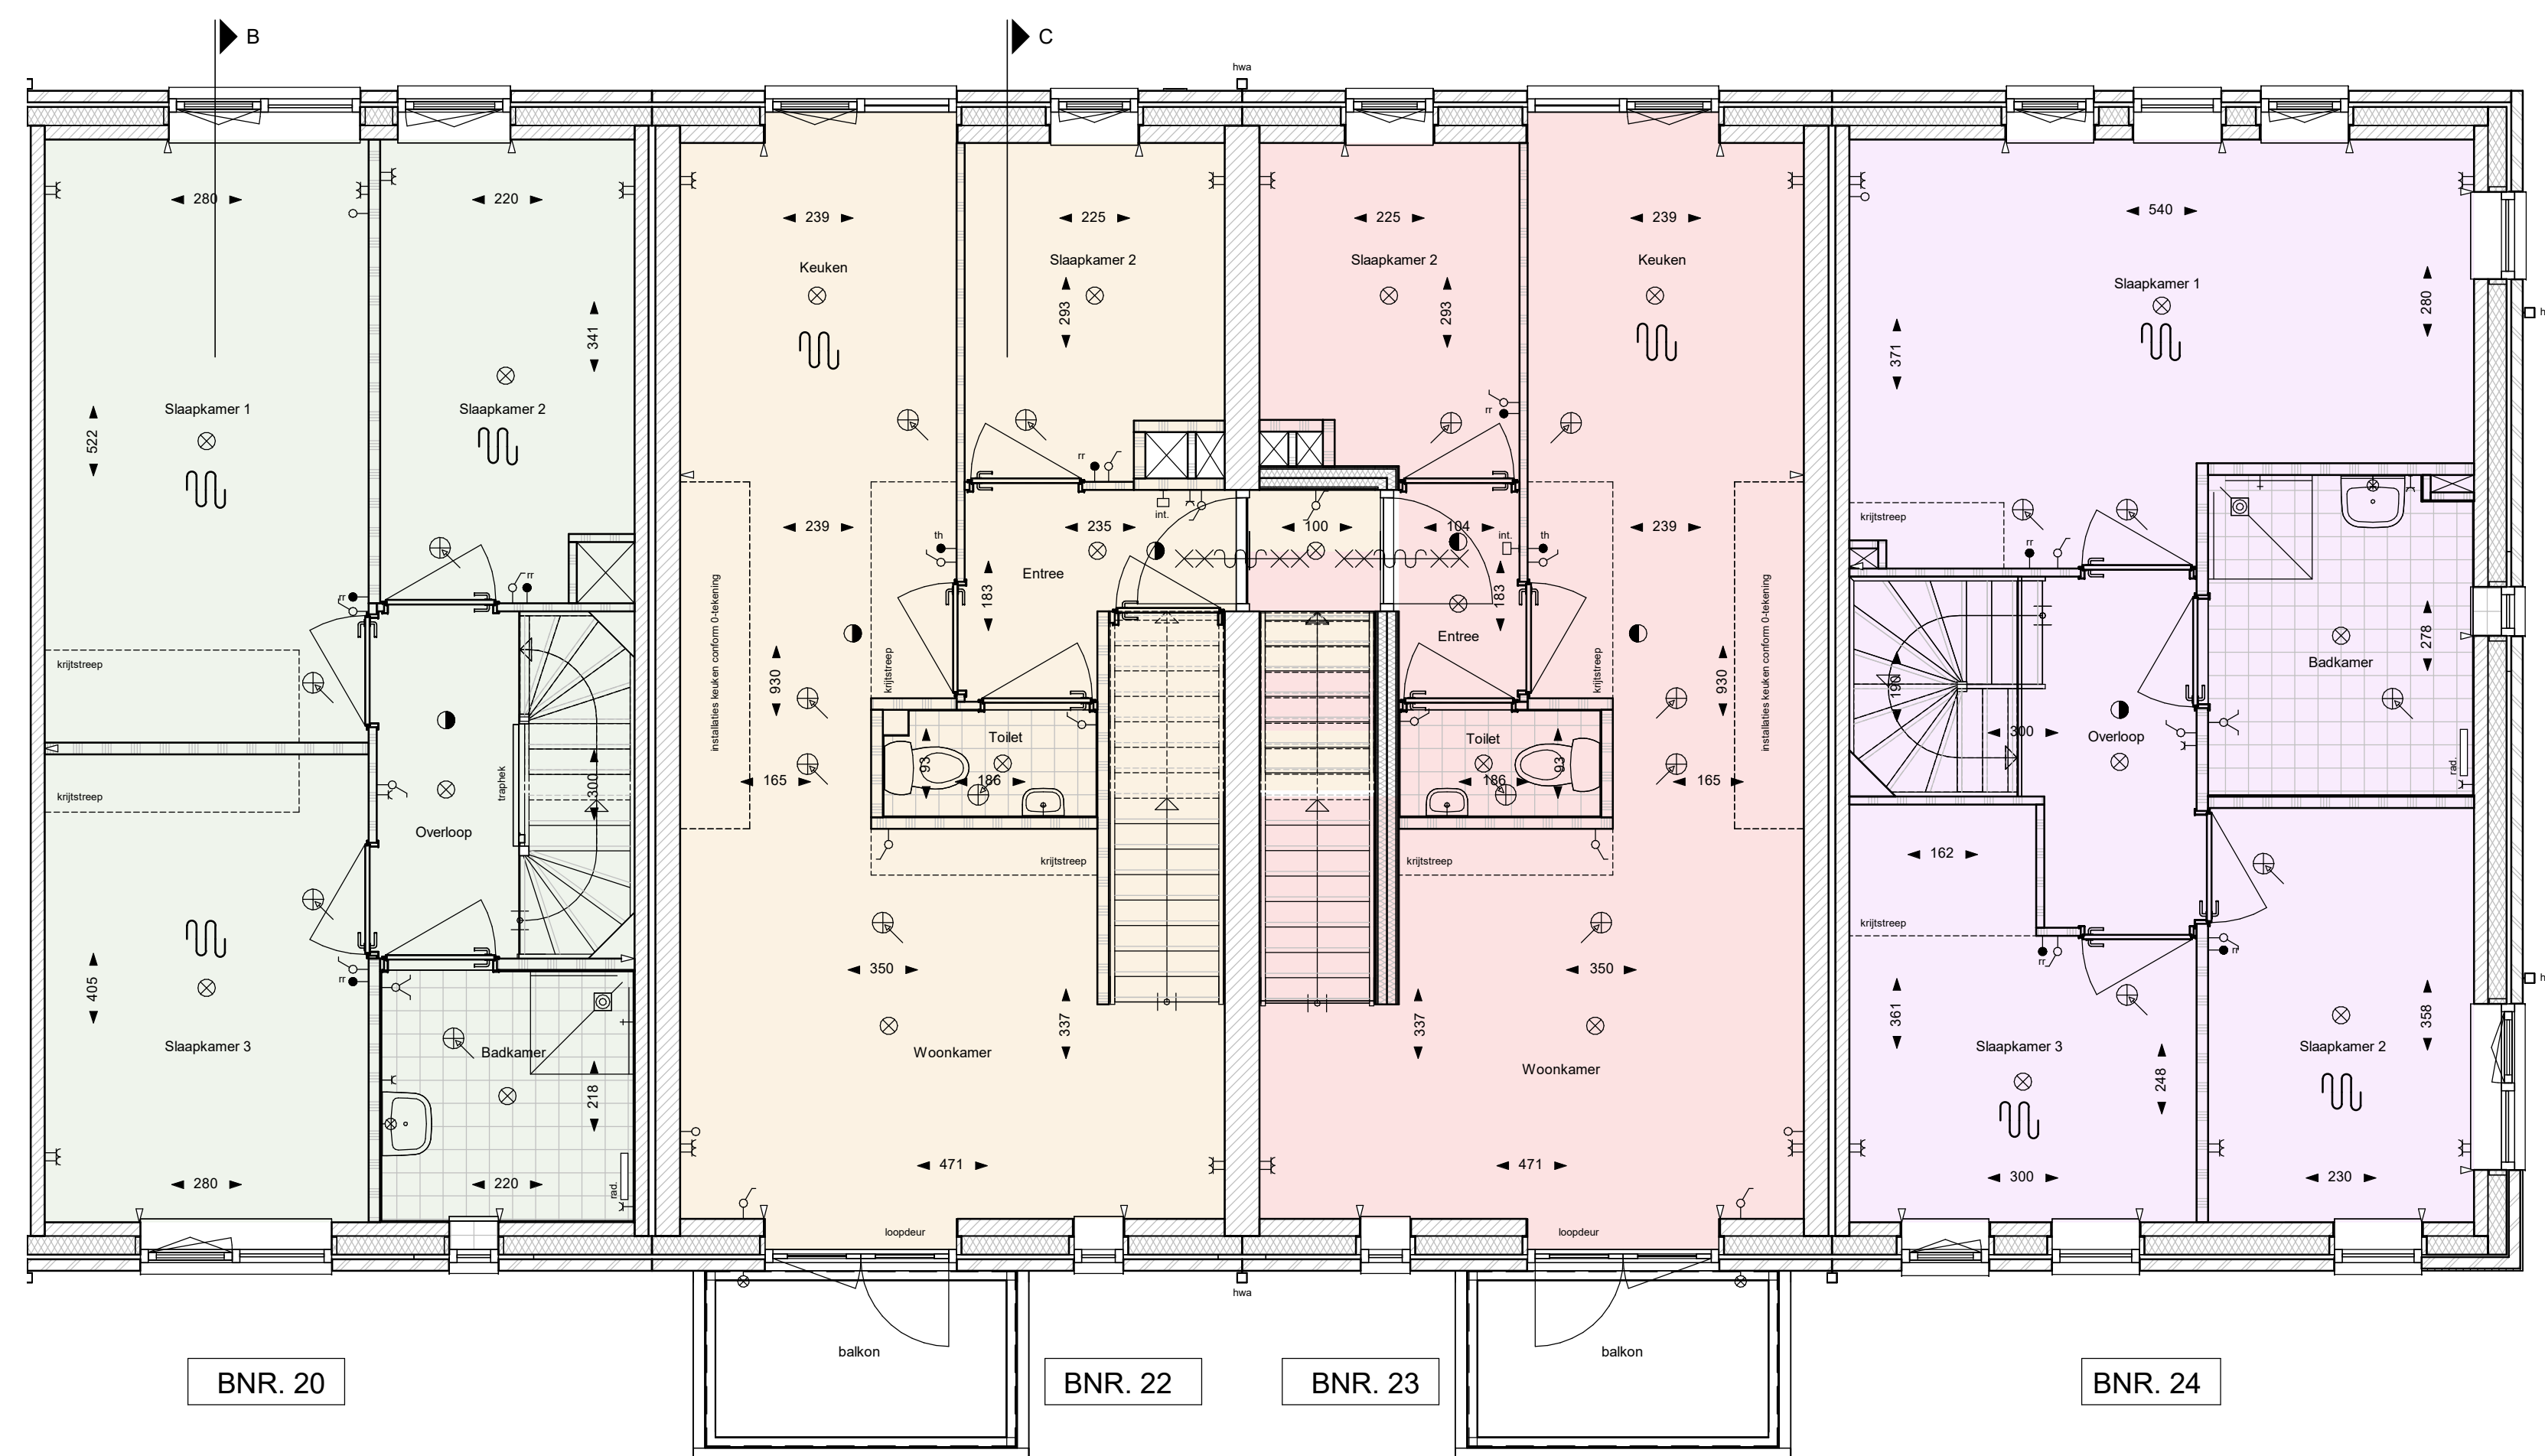 B
C
hwa
280
220
239
225
225
239
540
Keuken
Slaapkamer 2
Slaapkamer 2
Keuken
Slaapkamer 1
341
293
293
371
280
522
Slaapkamer 1
Slaapkamer 2
rr
rr
krijtstreep
int.
239
235
100
104
239
th
int.
th
rr
rr
rr
Entree
183
183
Entree
krijtstreep
installaties keuken conform 0-tekening
930
krijtstreep
krijtstreep
930
installaties keuken conform 0-tekening
278
Badkamer
190
300
Overloop
krijtstreep
traphek
300
Toilet
93
186
165
Toilet
93
186
165
rad.
Overloop
krijtstreep
krijtstreep
162
krijtstreep
rr
rr
rr
350
350
405
337
337
361
358
248
Slaapkamer 3
Badkamer
Woonkamer
Woonkamer
Slaapkamer 3
Slaapkamer 2
218
280
220
rad.
471
471
300
230
loopdeur
loopdeur
hwa
h
h
balkon
balkon
BNR. 20
BNR. 22
BNR. 23
BNR. 24